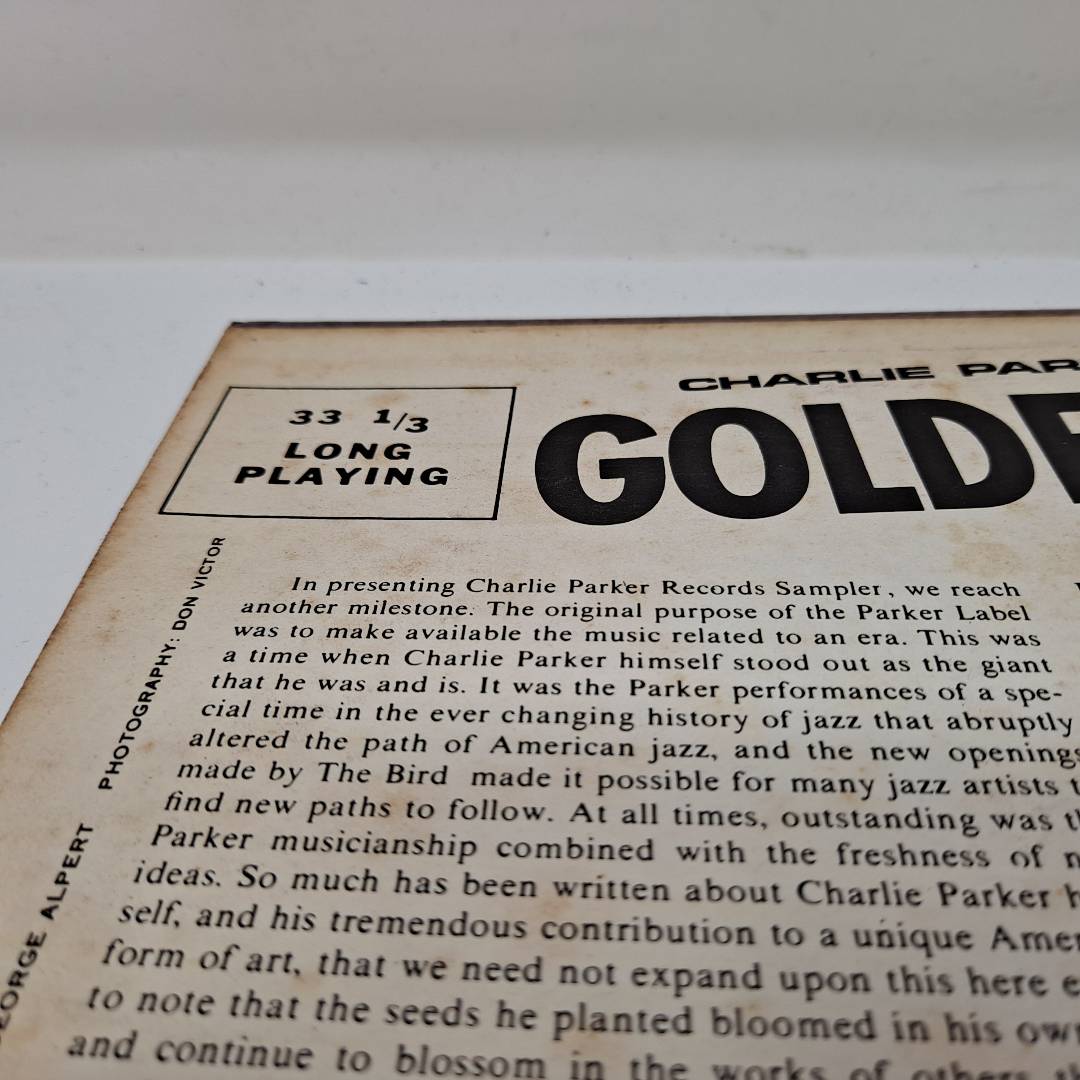 33 1/3
LONG
PLAYING
CHARLIE PAR
GOLDE
PHOTOGRAPHY: DON VICTOR
EORGE ALPERT
In presenting Charlie Parker Records Sampler, we reach
another milestone. The original purpose of the Parker Label
was to make available the music related to an era. This was
a time when Charlie Parker himself stood out as the giant
that he was and is. It was the Parker performances of a spe-
cial time in the ever changing history of jazz that abruptly
altered the path of American jazz, and the new openings
made by The Bird made it possible for many jazz artists t
find new paths to follow. At all times, outstanding was th
Parker musicianship combined with the freshness of n
ideas. So much has been written about Charlie Parker h
self, and his tremendous contribution to a unique Amer
form of art, that we need not expand upon this here e
to note that the seeds he planted bloomed in his own
and continue to blossom in the works of others th